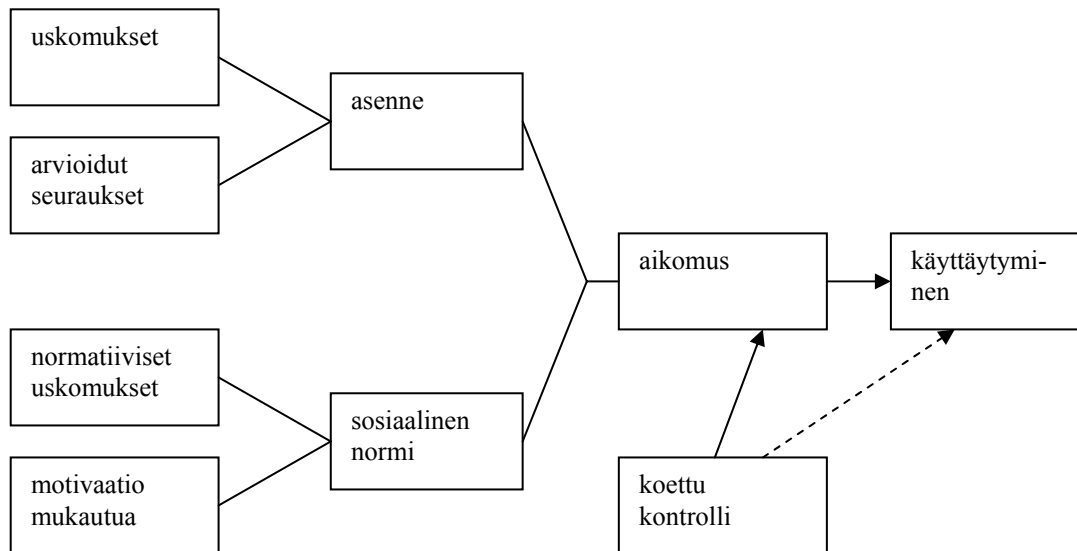 uskomukset
asenne
arvioidut
seuraukset
aikomus
käyttäytymi-
nen
normatiiviset
uskomukset
sosiaalinen
normi
motivaatio
mukautua
koettu
kontrolli